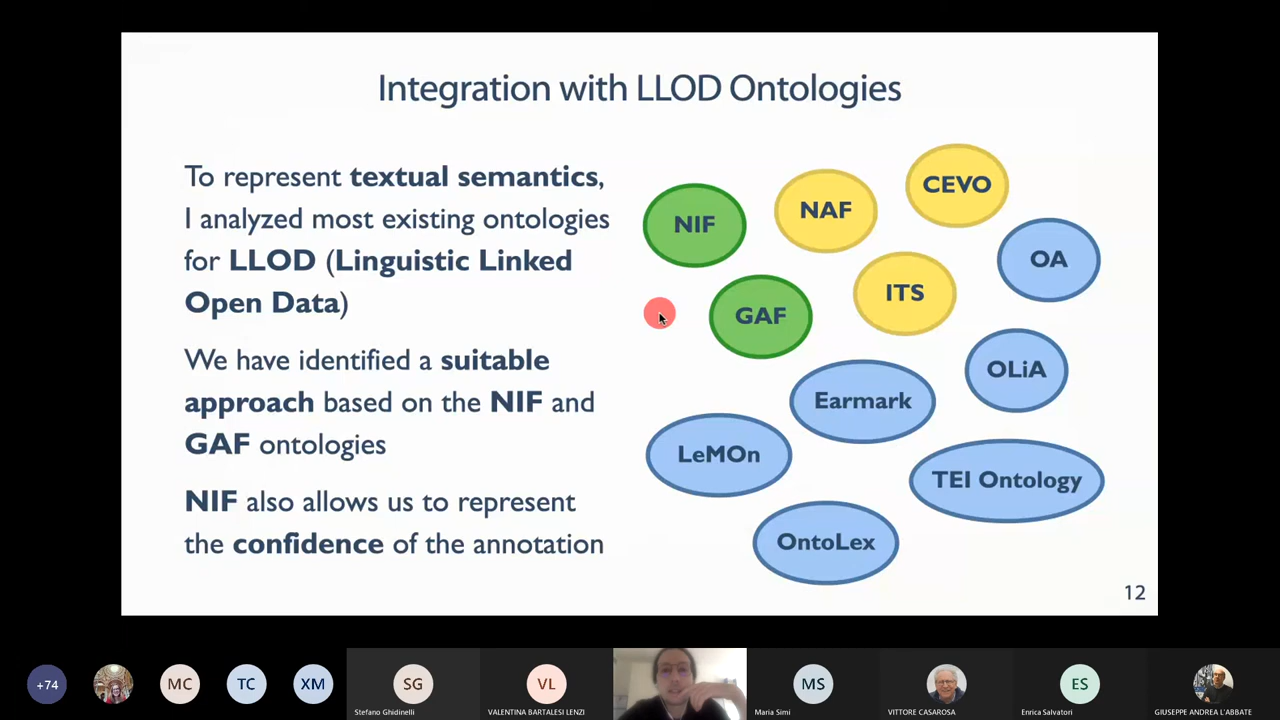 Integration with LLOD Ontologies
To represent textual semantics,
I analyzed most existing ontologies
for LLOD (Linguistic Linked
Open Data)
We have identified a suitable
approach based on the NIF and
GAF ontologies
NIF also allows us to represent
the confidence of the annotation
CEVO
NAF
NIF
OA
ITS
GAF
OLiA
Earmark
LeMOn
TEI Ontology
OntoLex
12
+74
MC
TC
XM
SG
Stefano Ghidinelli
VL
VALENTINA BARTALESI LENZI
MS
Maria Simi
VITTORE CASAROSA
ES
Enrica Salvatori
GIUSEPPE ANDREA L'ABBATE